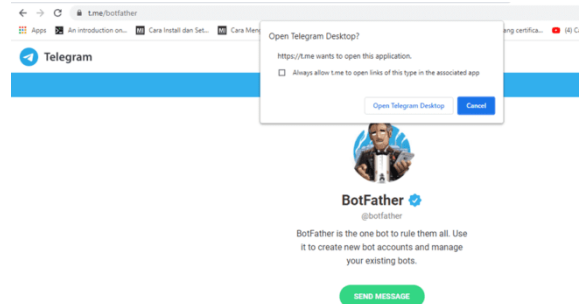 t.me/botfather
Apps An introduction on... Cara Install dan Set... Cara Meng ang certifica... (4) C
Open Telegram Desktop?
https://t.me wants to open this application.
Always allow t.me to open links of this type in the associated app
Open Telegram Desktop Cancel
Telegram
BotFather
@botfather
BotFather is the one bot to rule them all. Use
it to create new bot accounts and manage
your existing bots.
SEND MESSAGE